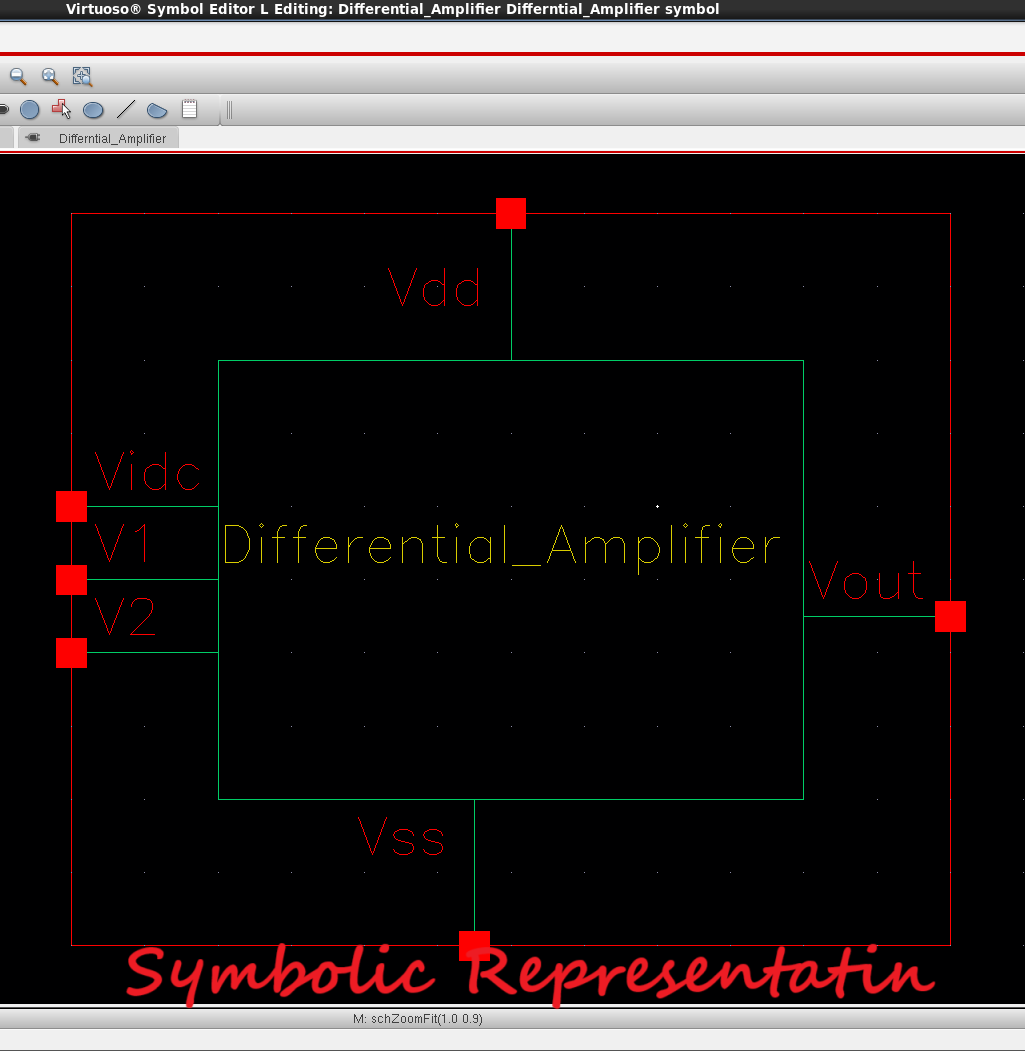 Virtuoso® Symbol Editor L Editing: Differential_Amplifier Differntial_Amplifier symbol
Differntial_Amplifier
Vdd
Vidc
V1
Differential_Amplifier
Vout
V2
Vss
Symbolic Representatin
M: schZoomFit(1.0 0.9)